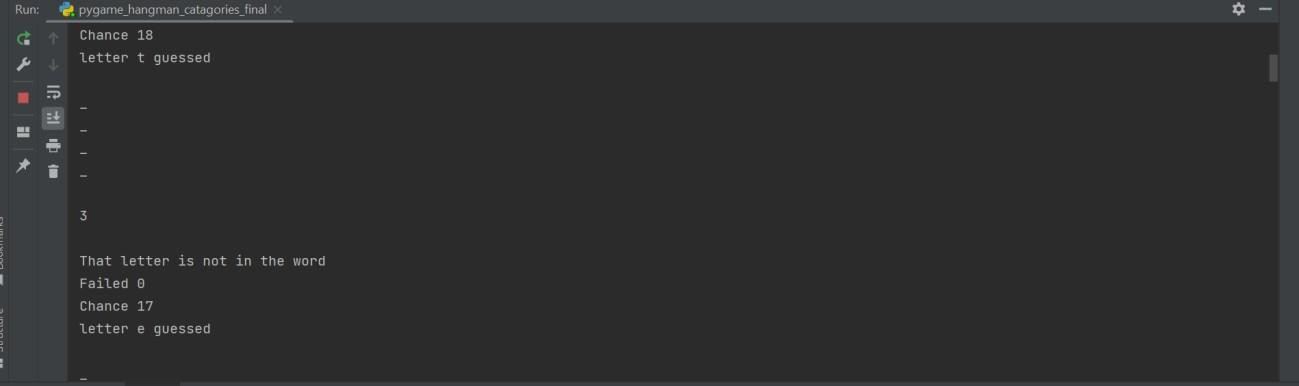 Run: pygame_hangman_catagories_final
Chance 18
letter t guessed
_
_
_
_
3
That letter is not in the word
Failed 0
Chance 17
letter e guessed
_